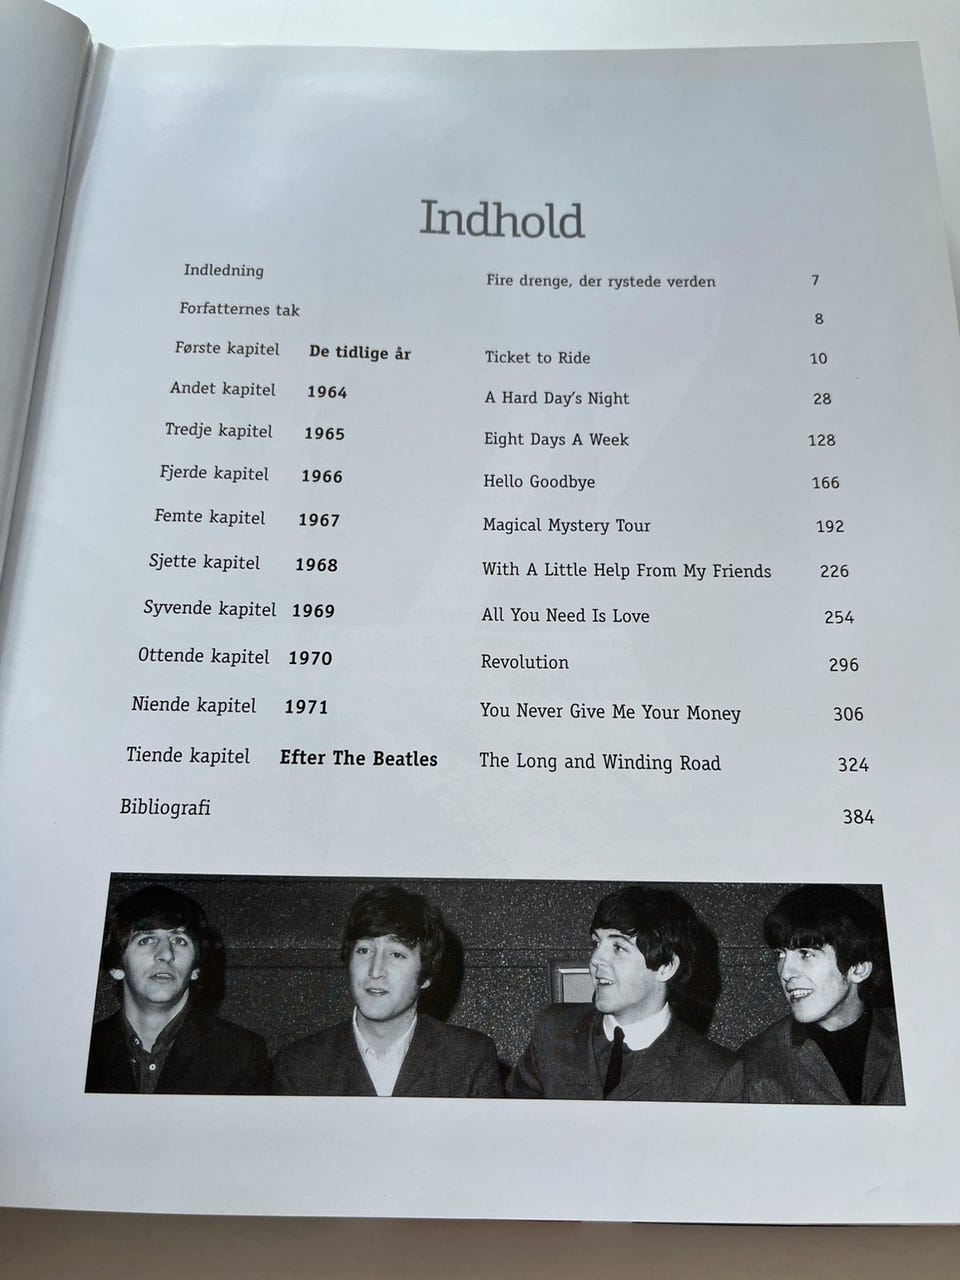 Indhold
Indledning Fire drenge, der rystede verden 7
Forfatternes tak 8
Første kapitel De tidlige år Ticket to Ride 10
Andet kapitel 1964 A Hard Day's Night 28
Tredje kapitel 1965 Eight Days A Week 128
Fjerde kapitel 1966 Hello Goodbye 166
Femte kapitel 1967 Magical Mystery Tour 192
Sjette kapitel 1968 With A Little Help From My Friends 226
Syvende kapitel 1969 All You Need Is Love 254
Ottende kapitel 1970 Revolution 296
Niende kapitel 1971 You Never Give Me Your Money 306
Tiende kapitel Efter The Beatles The Long and Winding Road 324
Bibliografi 384